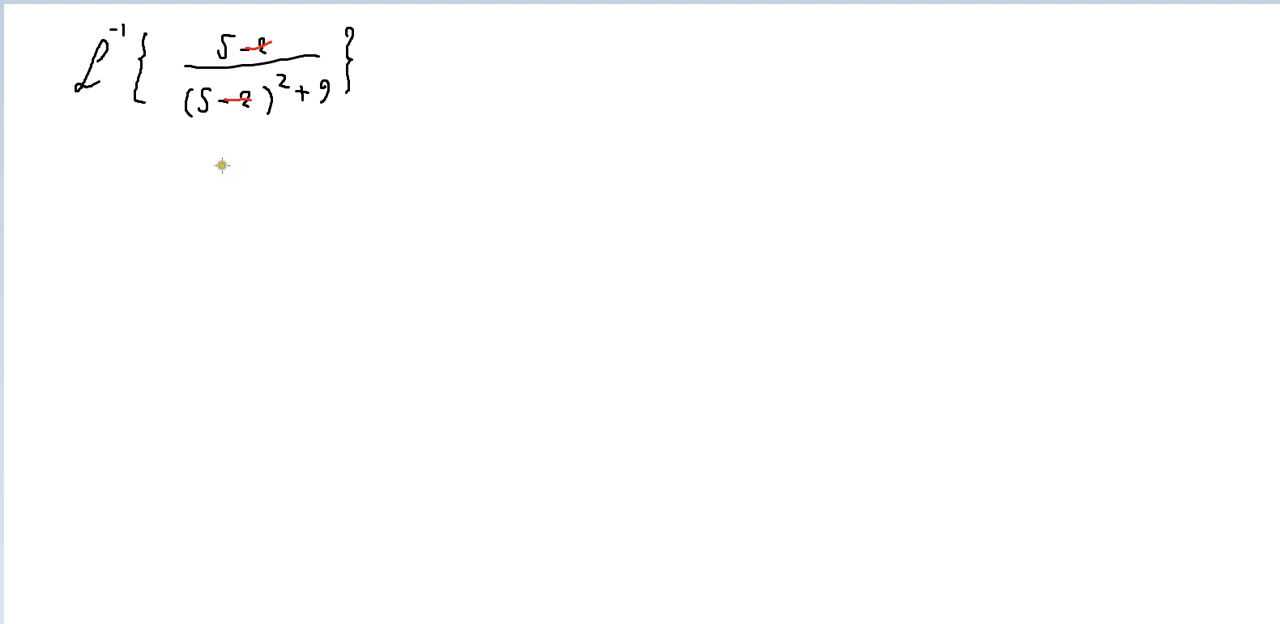 ℒ⁻¹ { (s-2) / ((s-2)² + 9) }